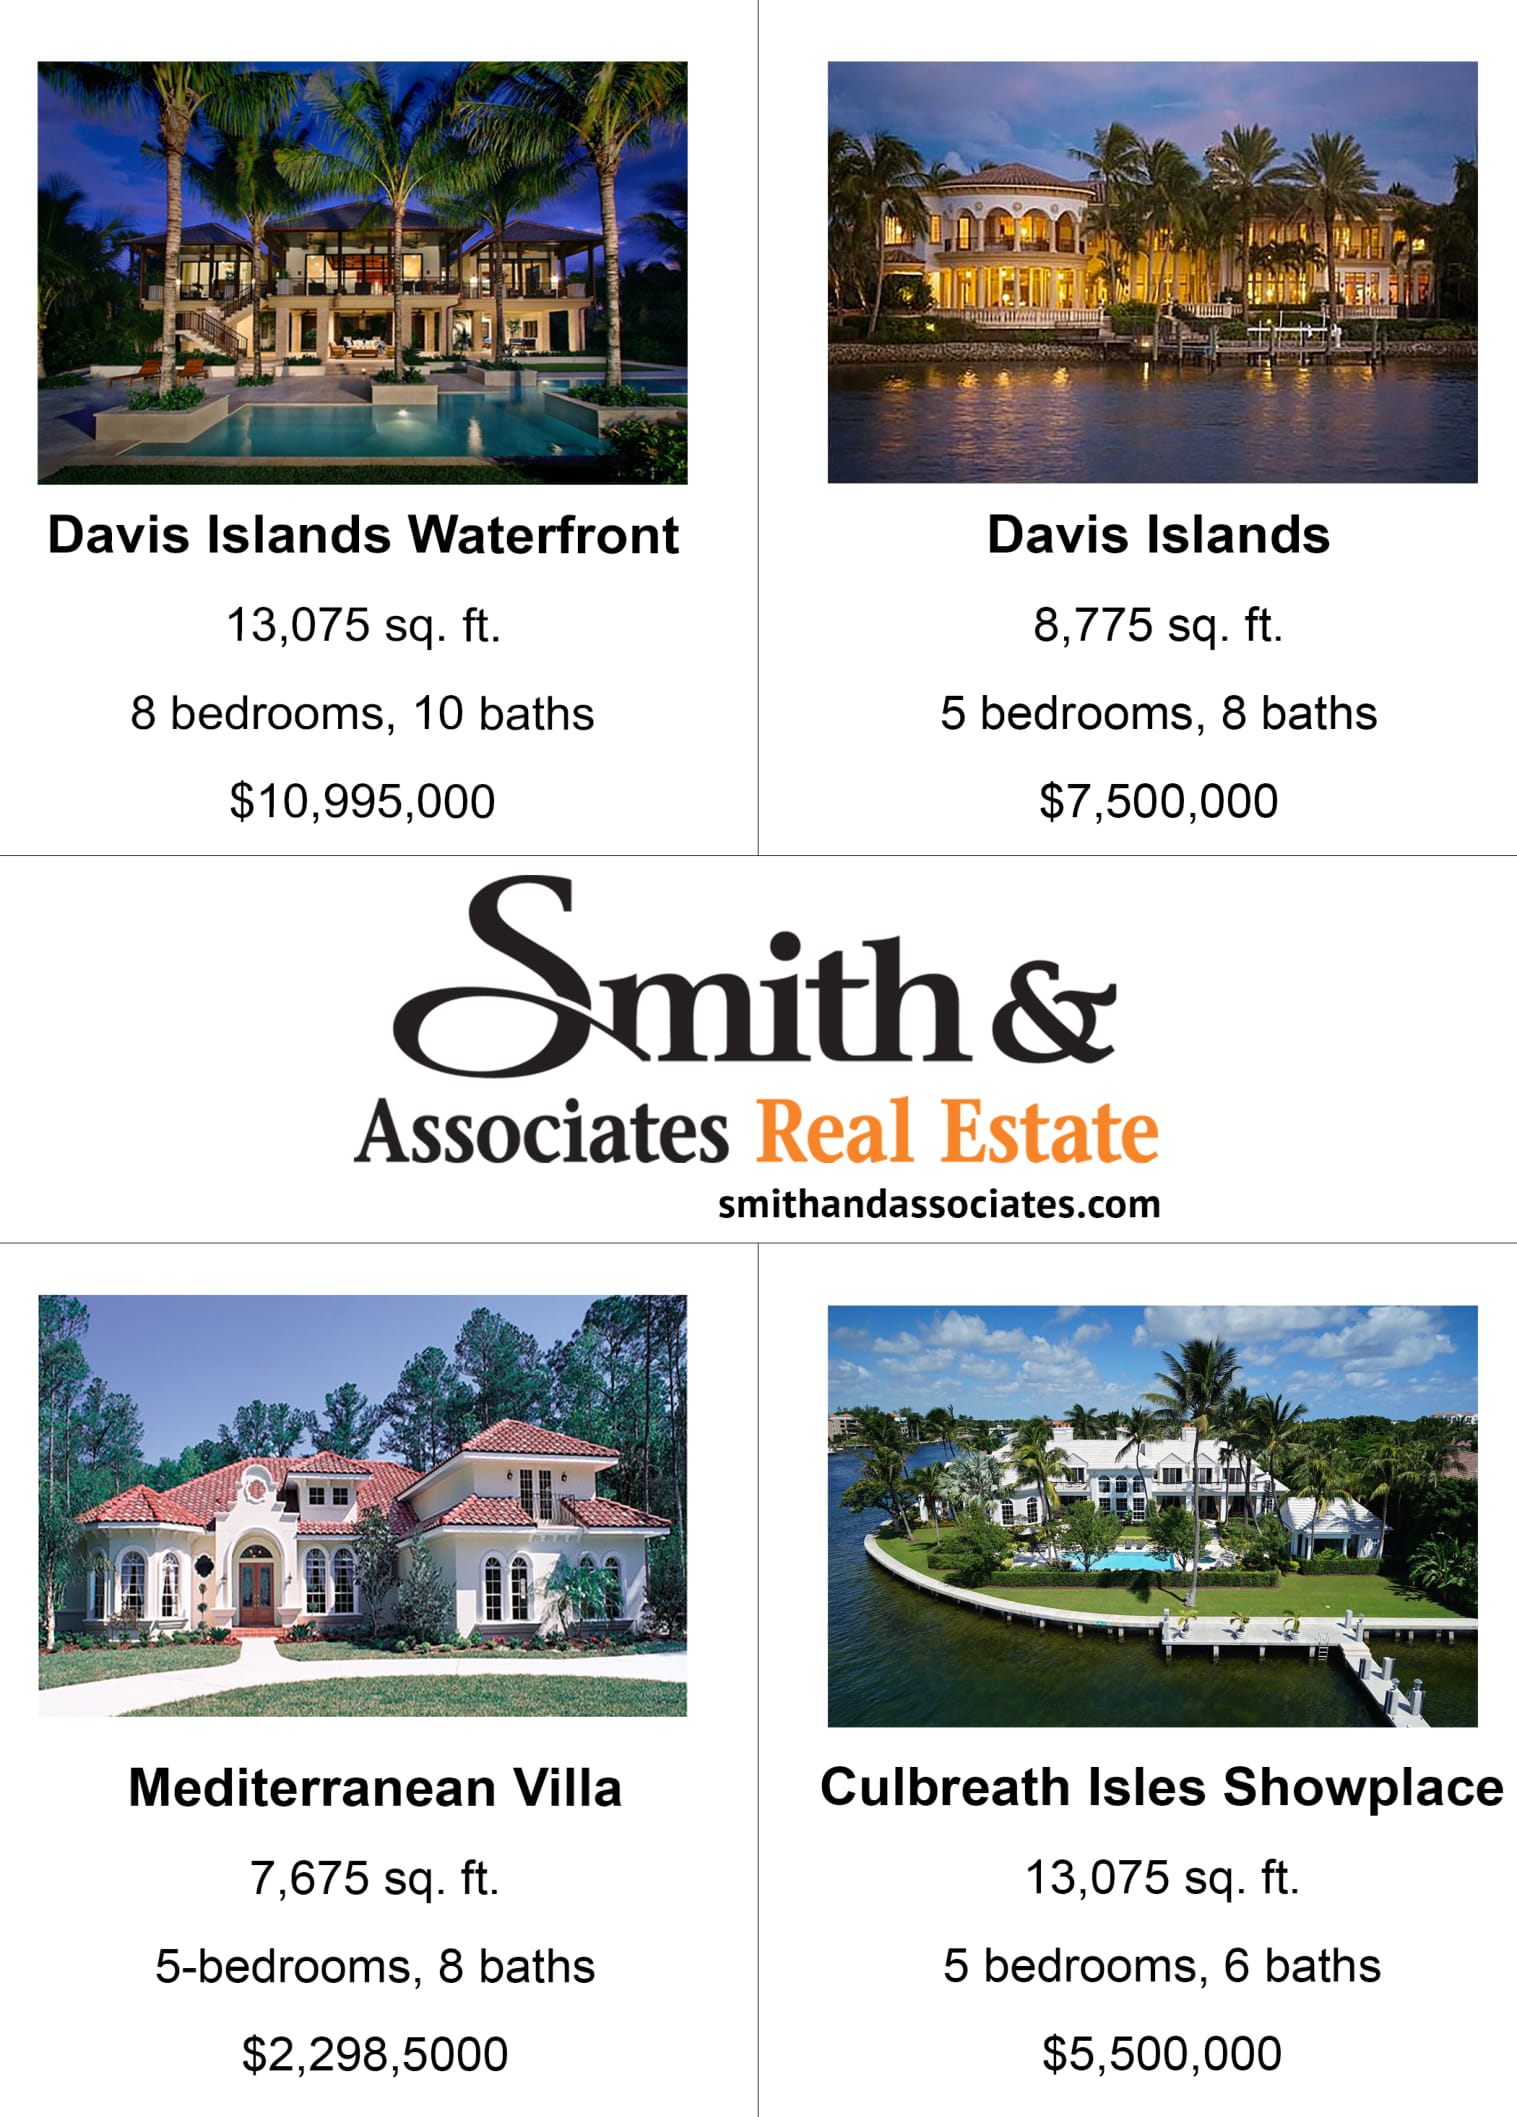 Davis Islands Waterfront
13,075 sq. ft.
8 bedrooms, 10 baths
$10,995,000
Davis Islands
8,775 sq. ft.
5 bedrooms, 8 baths
$7,500,000
Smith &
Associates Real Estate
smithandassociates.com
Mediterranean Villa
7,675 sq. ft.
5-bedrooms, 8 baths
$2,298,5000
Culbreath Isles Showplace
13,075 sq. ft.
5 bedrooms, 6 baths
$5,500,000